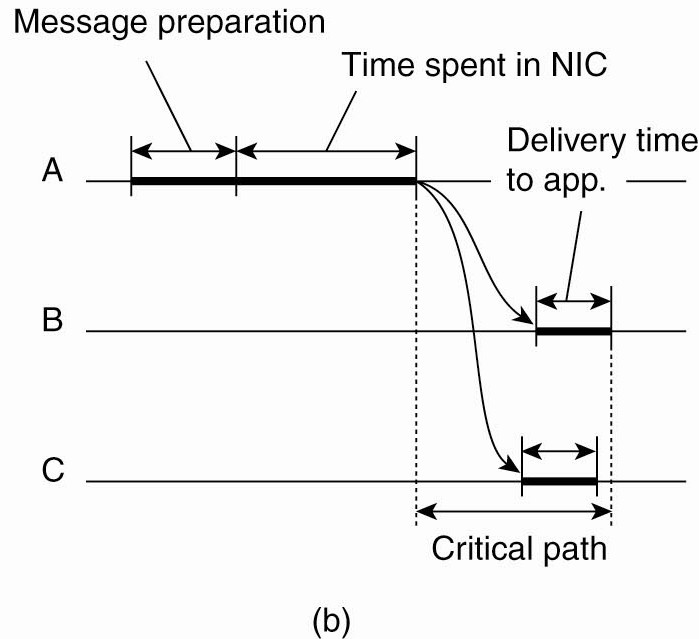 Message preparation
Time spent in NIC
Delivery time
to app.
A
B
C
Critical path
(b)